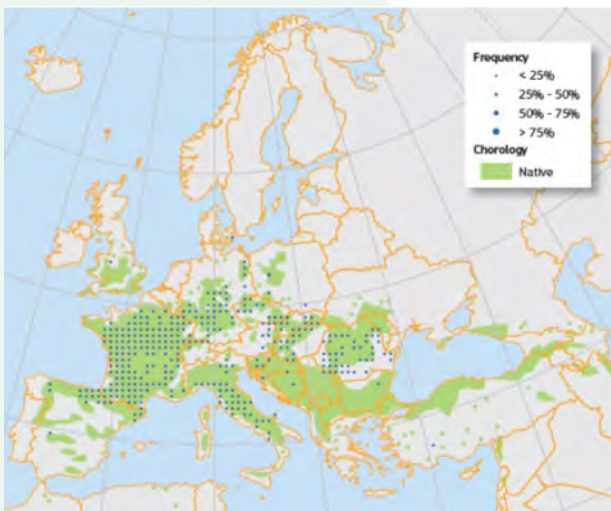 Frequency
< 25%
25% - 50%
50% - 75%
> 75%
Chorology
Native